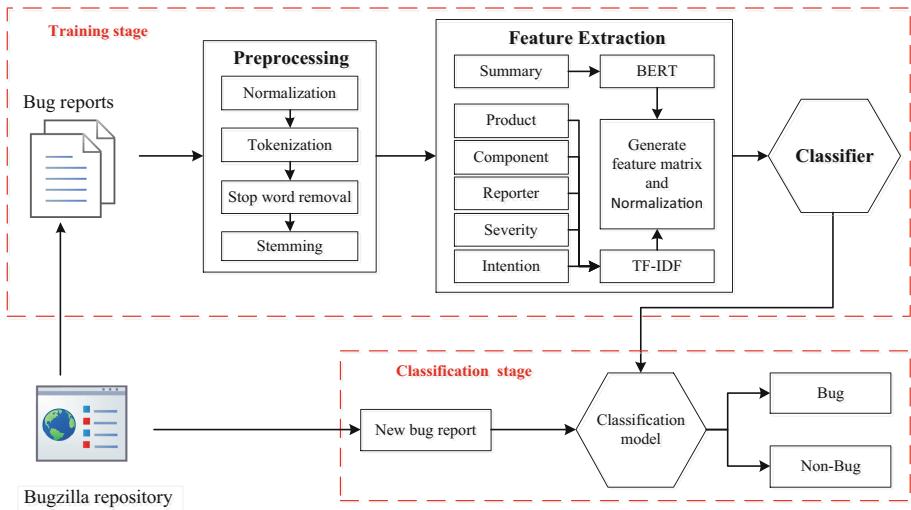 Training stage
Bug reports
Preprocessing
Normalization
Tokenization
Stop word removal
Stemming
Feature Extraction
Summary
BERT
Product
Component
Reporter
Severity
Intention
Generate
feature matrix
and
Normalization
TF-IDF
Classifier
Classification stage
Bugzilla repository
New bug report
Classification
model
Bug
Non-Bug